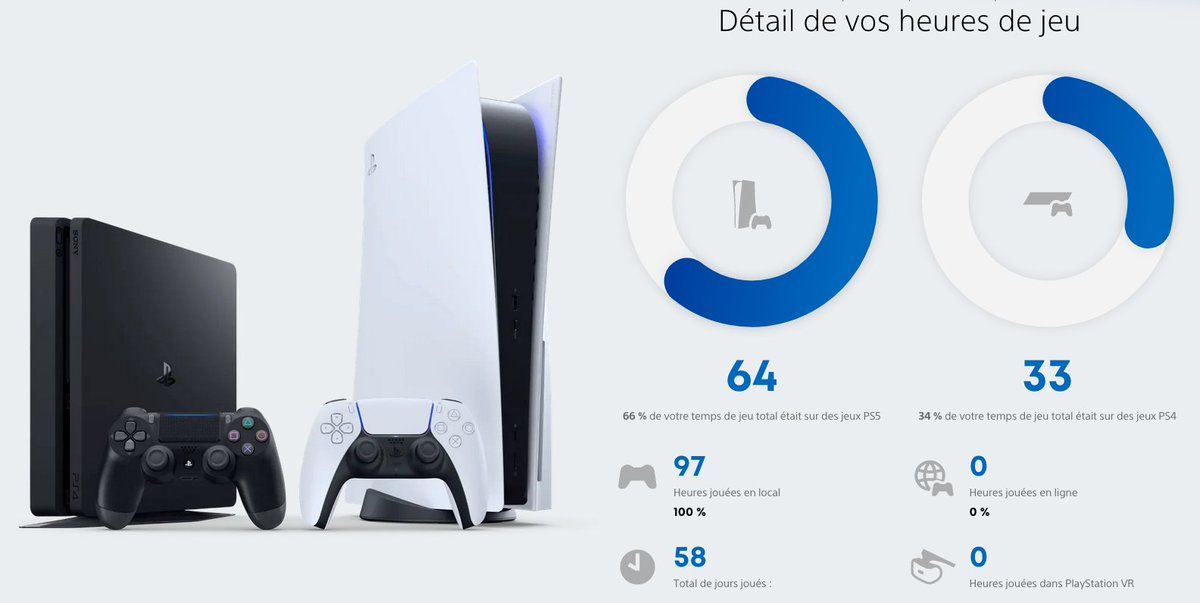 Détail de vos heures de jeu
SONY
PS4
64
66 % de votre temps de jeu total était sur des jeux PS5
33
34 % de votre temps de jeu total était sur des jeux PS4
97
Heures jouées en local
100 %
0
Heures jouées en ligne
0 %
58
Total de jours joués :
0
Heures jouées dans PlayStation VR